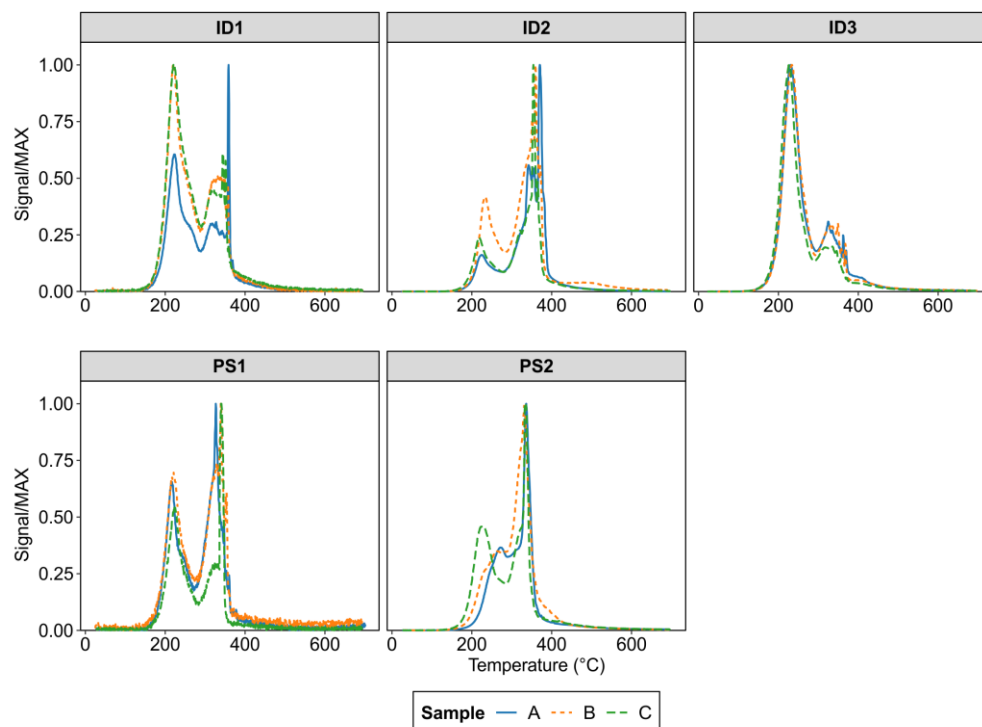 ID1 ID2 ID3
1.00
0.75
0.50
0.25
0.00
Signal/MAX
0 200 400 600 0 200 400 600 0 200 400 600
PS1 PS2
1.00
0.75
0.50
0.25
0.00
Signal/MAX
0 200 400 600 0 200 400 600
Temperature (°C)
Sample A B C